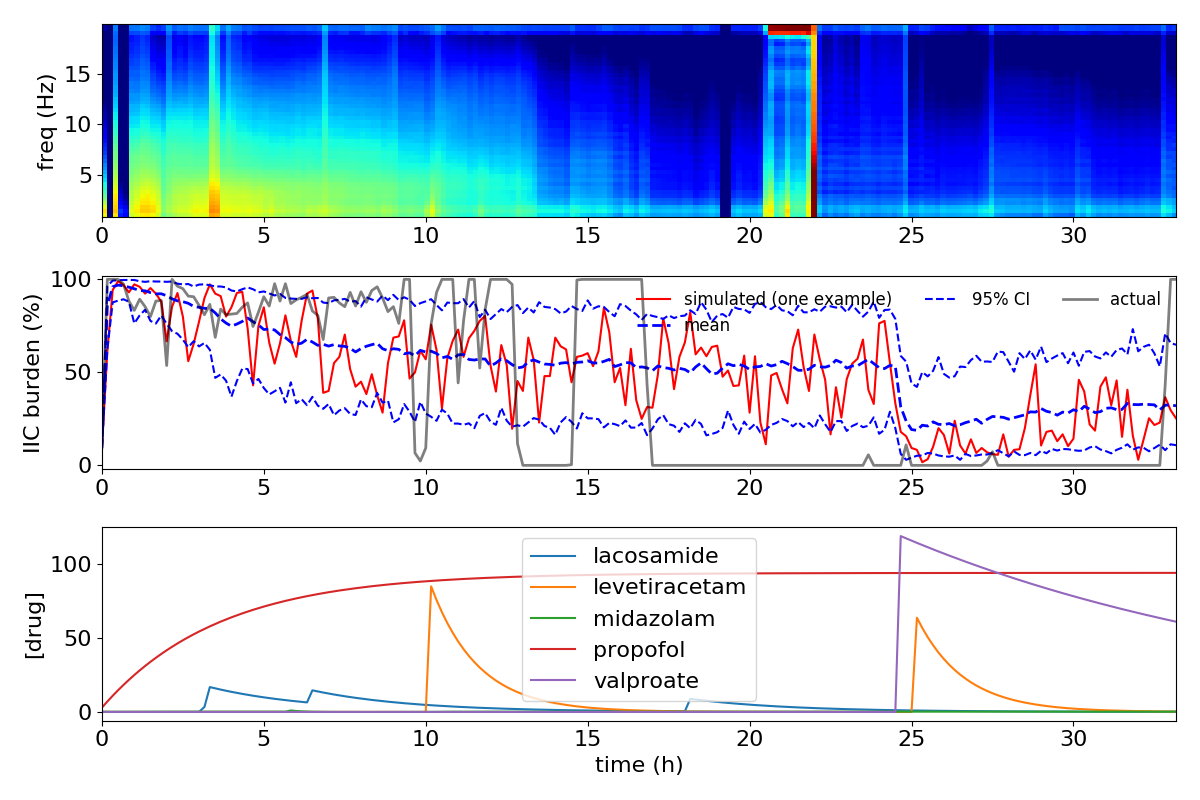 15
10
5
freq (Hz)
0 5 10 15 20 25 30
100
50
0
IIC burden (%)
simulated (one example) 95% CI actual
mean
0 5 10 15 20 25 30
100
50
0
[drug]
lacosamide
levetiracetam
midazolam
propofol
valproate
0 5 10 15 20 25 30
time (h)